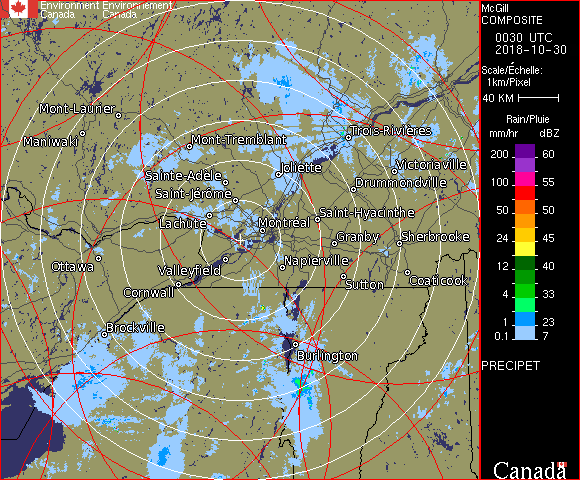 Environment Environnement
Canada Canada
McGill
COMPOSITE
0030 UTC
2018-10-30
Scale/Échelle:
1km/Pixel
40 KM
Rain/Pluie
mm/hr dBZ
200 60
100 55
50 50
24 45
12 40
4 33
1 23
0.1 7
PRECIPET
Canada
Mont-Laurier
Maniwaki
Mont-Tremblant
Trois-Rivières
Sainte-Adèle
Joliette
Victoriaville
Saint-Jérôme
Drummondville
Lachute
Montréal
Saint-Hyacinthe
Granby
Sherbrooke
Ottawa
Valleyfield
Napierville
Cornwall
Sutton
Coaticook
Brockville
Burlington